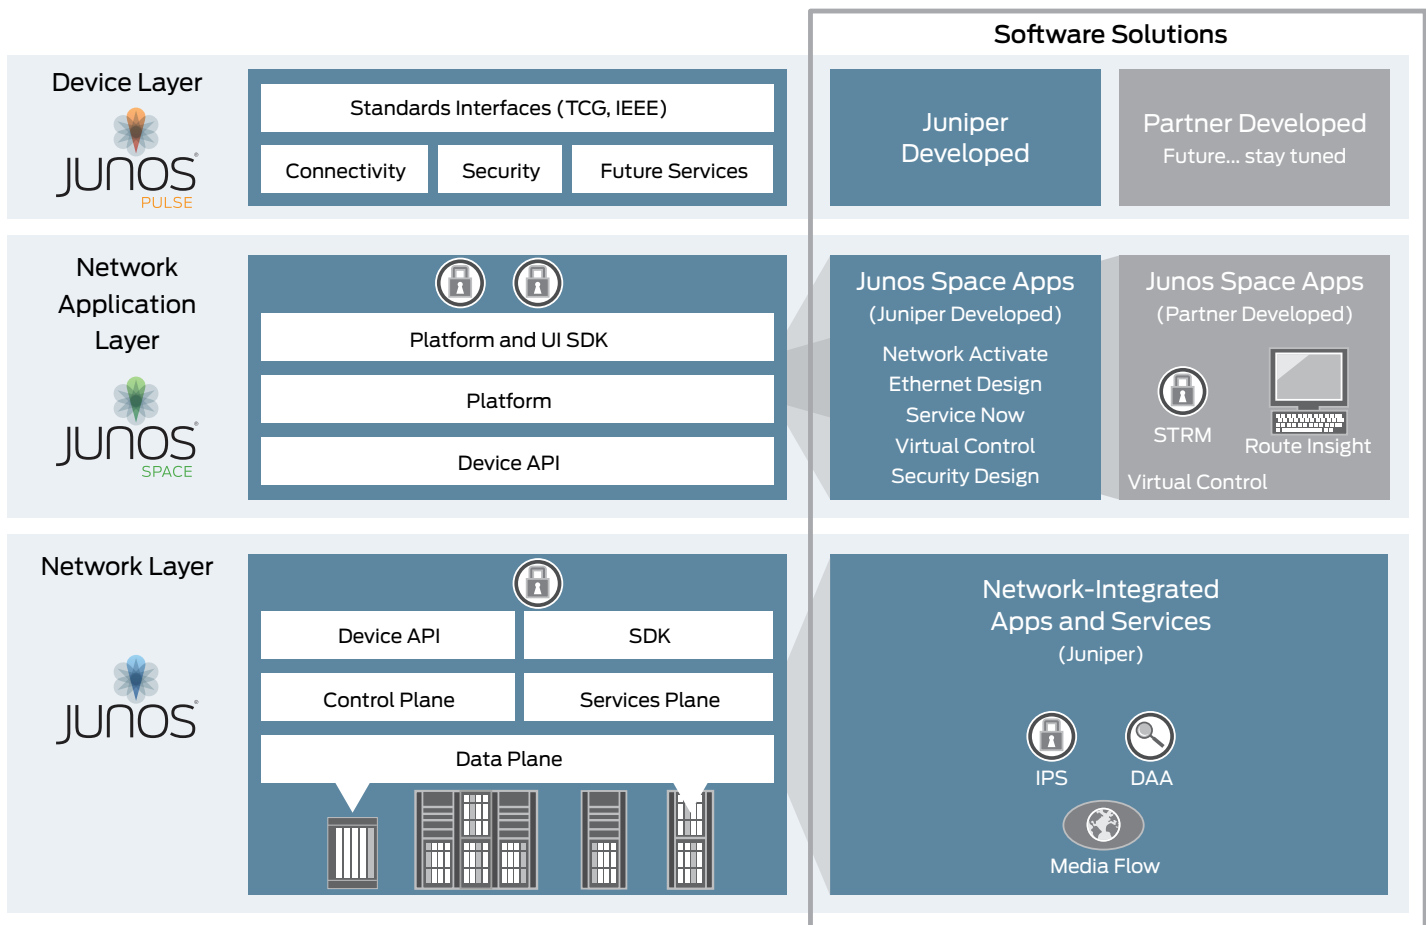 Software Solutions
Device Layer
JUNOS®
PULSE
Standards Interfaces (TCG, IEEE)
Connectivity
Security
Future Services
Juniper
Developed
Partner Developed
Future... stay tuned
Network
Application
Layer
JUNOS®
SPACE
Platform and UI SDK
Platform
Device API
Junos Space Apps
(Juniper Developed)
Network Activate
Ethernet Design
Service Now
Virtual Control
Security Design
Junos Space Apps
(Partner Developed)
STRM
Route Insight
Virtual Control
Network Layer
JUNOS®
Device API
SDK
Control Plane
Services Plane
Data Plane
Network-Integrated
Apps and Services
(Juniper)
IPS
DAA
Media Flow